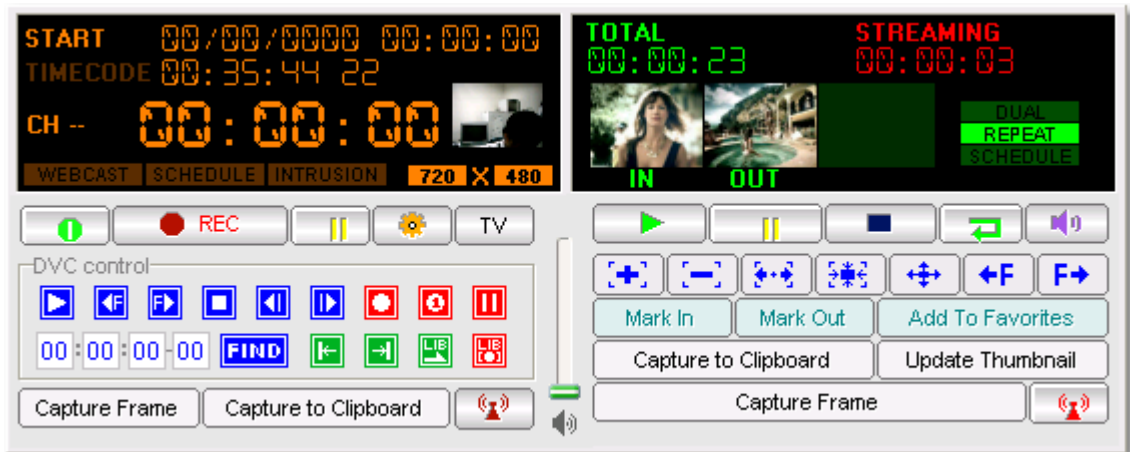 START 00/00/0000 00:00:00
TIMECODE 00:35:44 22
CH -- 00:00:00
WEBCAST SCHEDULE INTRUSION 720 X 480
TOTAL STREAMING
00:00:23 00:00:03
DUAL
REPEAT
SCHEDULE
IN OUT
REC TV
DVC control
F F 1
00:00:00-00 FIND LIB LIB
Capture Frame Capture to Clipboard
F F
Mark In Mark Out Add To Favorites
Capture to Clipboard Update Thumbnail
Capture Frame